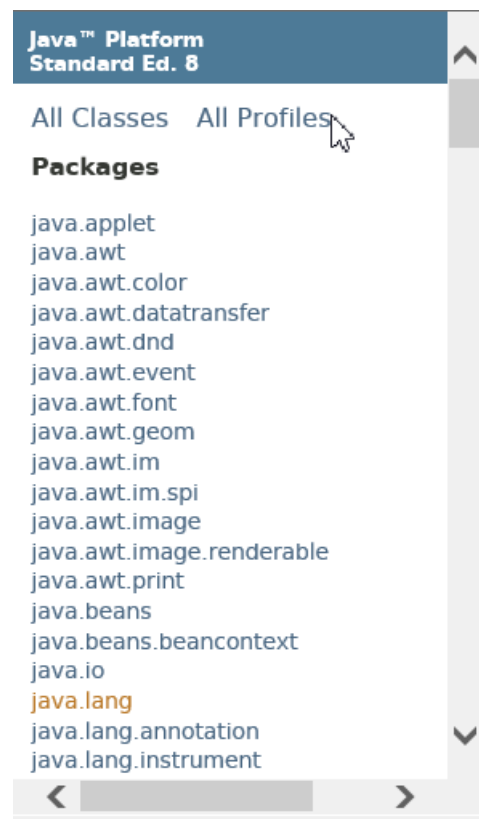 Java™ Platform
Standard Ed. 8
All Classes All Profiles
Packages
java.applet
java.awt
java.awt.color
java.awt.datatransfer
java.awt.dnd
java.awt.event
java.awt.font
java.awt.geom
java.awt.im
java.awt.im.spi
java.awt.image
java.awt.image.renderable
java.awt.print
java.beans
java.beans.beancontext
java.io
java.lang
java.lang.annotation
java.lang.instrument